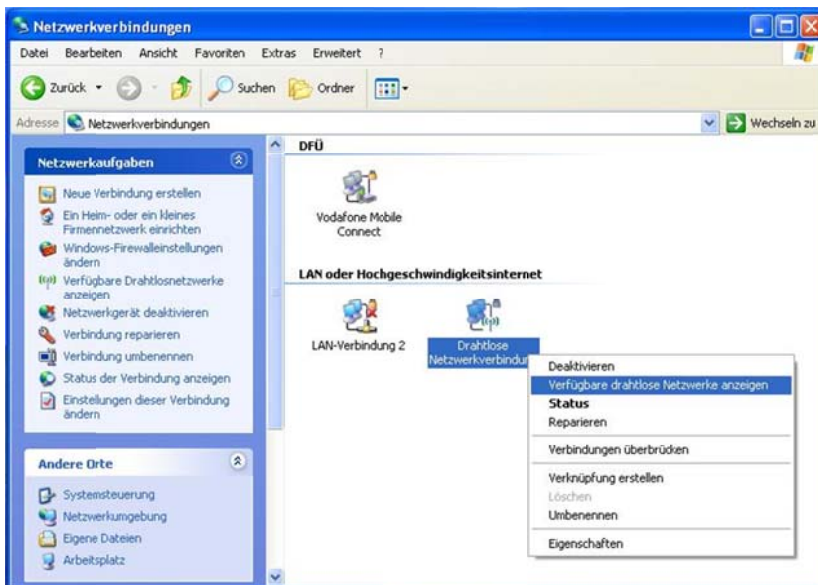 Netzwerkverbindungen
Datei Bearbeiten Ansicht Favoriten Extras Erweitert ?
Zurück Suchen Ordner
Adresse Netzwerkverbindungen Wechseln zu
Netzwerkaufgaben
Neue Verbindung erstellen
Ein Heim- oder ein kleines
Firmennetzwerk einrichten
Windows-Firewalleinstellungen
ändern
Verfügbare Drahtlosnetzwerke
anzeigen
Netzwerkgerät deaktivieren
Verbindung reparieren
Verbindung umbenennen
Status der Verbindung anzeigen
Einstellungen dieser Verbindung
ändern
Andere Orte
Systemsteuerung
Netzwerkumgebung
Eigene Dateien
Arbeitsplatz
DFÜ
Vodafone Mobile
Connect
LAN oder Hochgeschwindigkeitsinternet
LAN-Verbindung 2
Drahtlose
Netzwerkverbindun
Deaktivieren
Verfügbare drahtlose Netzwerke anzeigen
Status
Reparieren
Verbindungen überbrücken
Verknüpfung erstellen
Löschen
Umbenennen
Eigenschaften